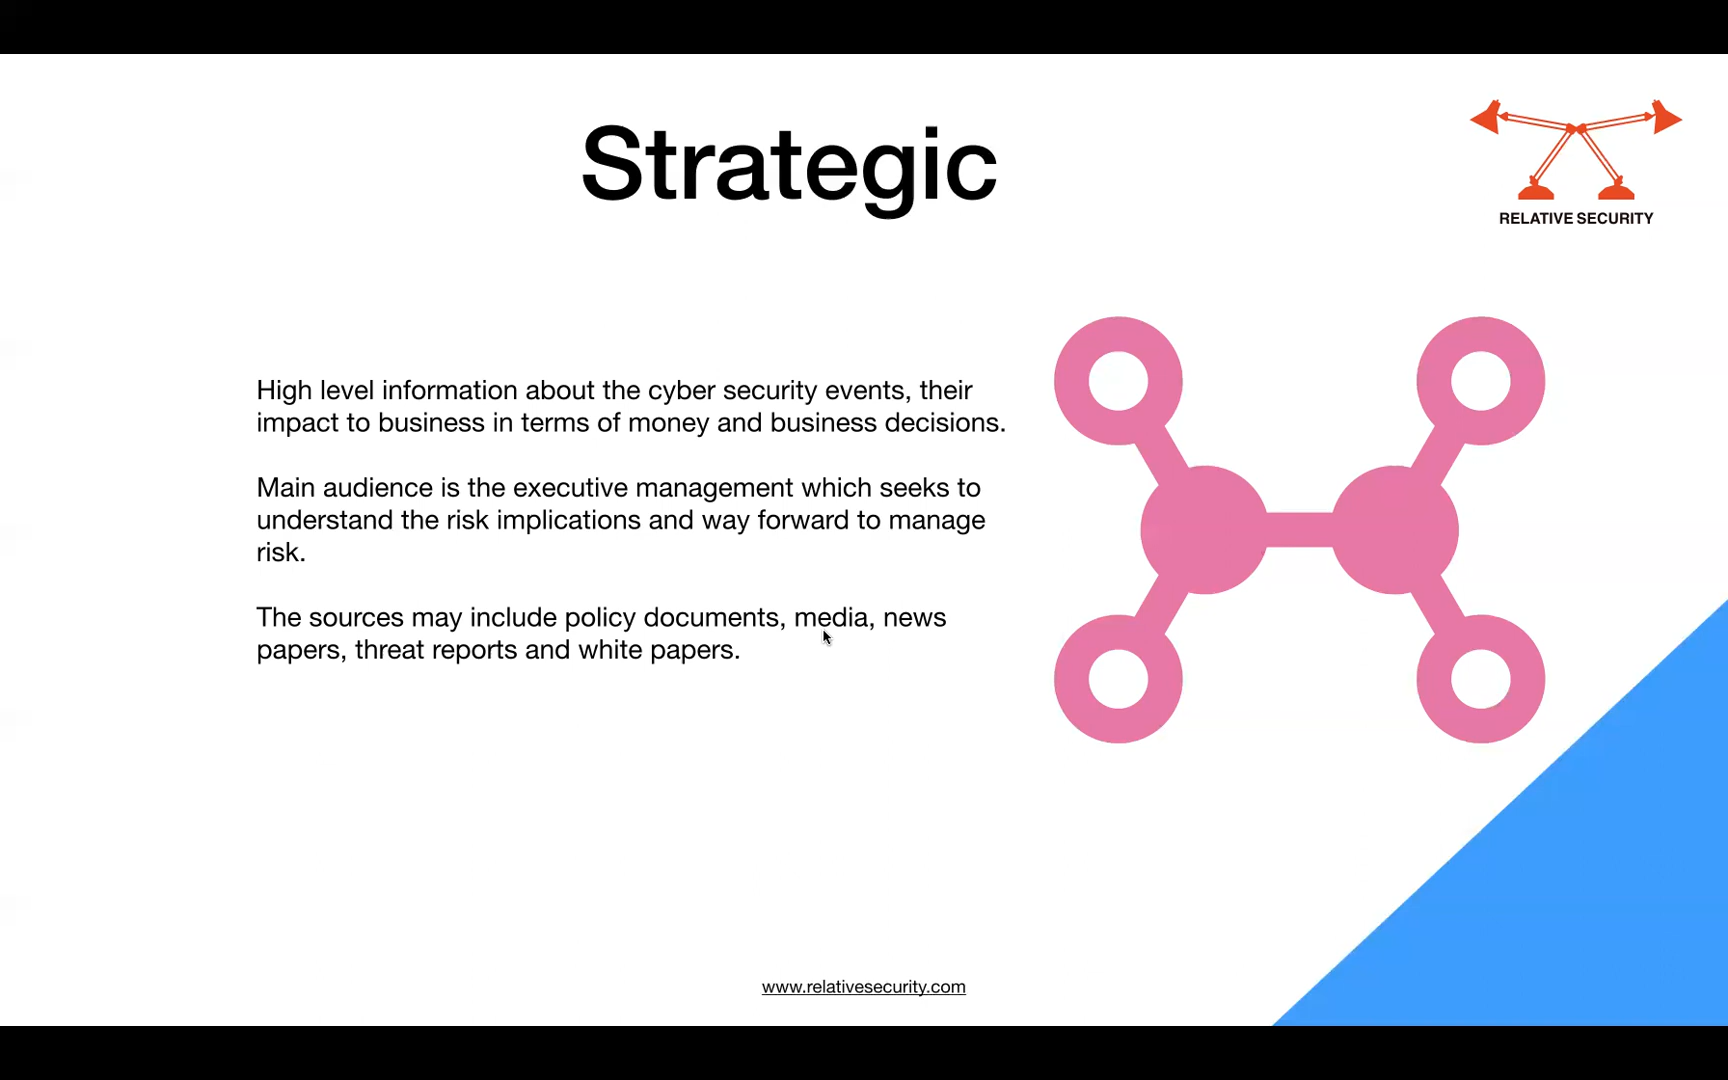 Strategic
RELATIVE SECURITY
High level information about the cyber security events, their
impact to business in terms of money and business decisions.
Main audience is the executive management which seeks to
understand the risk implications and way forward to manage
risk.
The sources may include policy documents, media, news
papers, threat reports and white papers.
www.relativesecurity.com